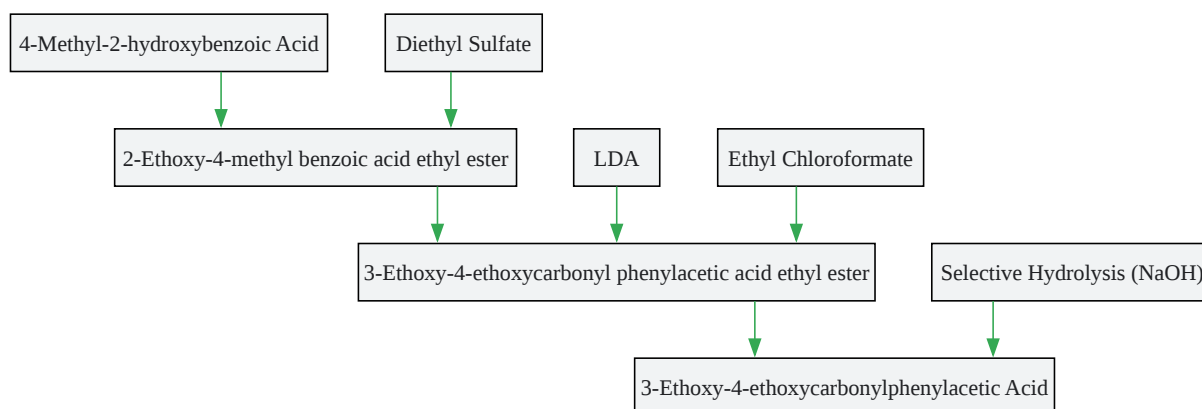 4-Methyl-2-hydroxybenzoic Acid
Diethyl Sulfate
2-Ethoxy-4-methyl benzoic acid ethyl ester
LDA
Ethyl Chloroformate
3-Ethoxy-4-ethoxycarbonyl phenylacetic acid ethyl ester
Selective Hydrolysis (NaOH)
3-Ethoxy-4-ethoxycarbonylphenylacetic Acid